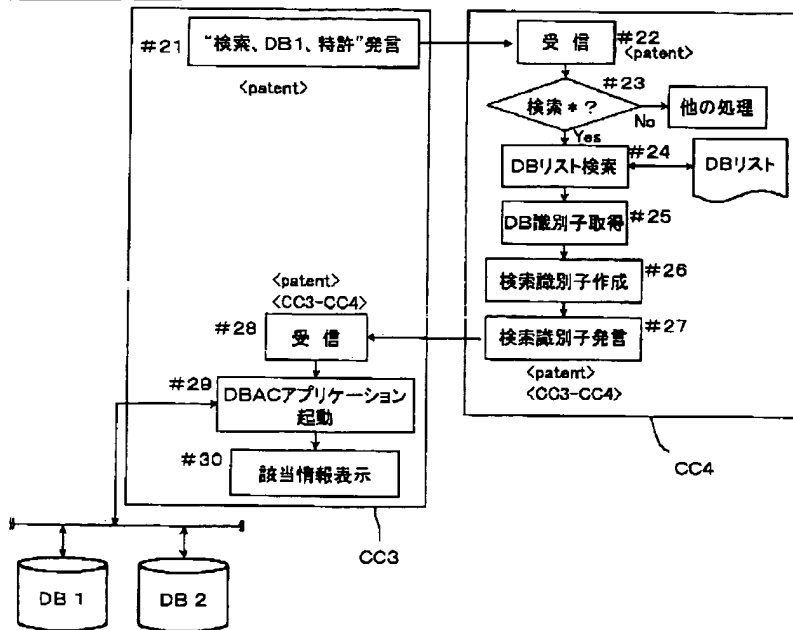 #21
“検索、DB1、特許”発言
<patent>
受 信
#22
<patent>
#23
検索*?
No
他の処理
Yes
DBリスト検索
#24
DBリスト
DB識別子取得
#25
検索識別子作成
#26
検索識別子発言
#27
<patent>
<CC3-CC4>
CC4
<patent>
<CC3-CC4>
#28
受 信
#29
DBACアプリケーション
起動
#30
該当情報表示
CC3
DB 1
DB 2